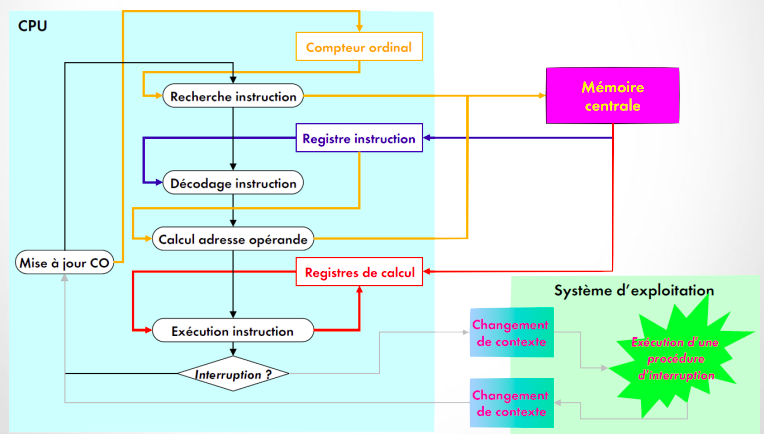 CPU
Compteur ordinal
Recherche instruction
Mémoire
centrale
Registre instruction
Décodage instruction
Calcul adresse opérande
Mise à jour CO
Registres de calcul
Système d'exploitation
Exécution instruction
Changement
de contexte
Exécution d'une
procédure
d'interruption
Interruption ?
Changement
de contexte